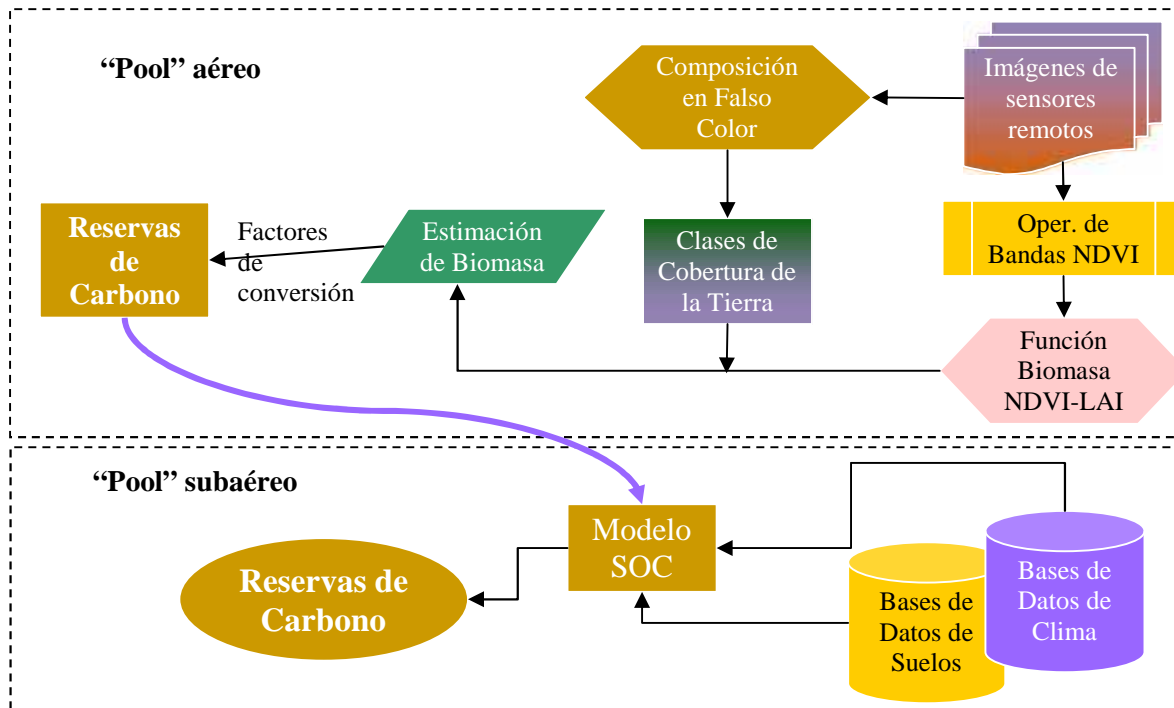 “Pool” aéreo
Composición
en Falso
Color
Imágenes de
sensores
remotos
Reservas
de
Carbono
Factores
de
conversión
Estimación
de Biomasa
Clases de
Cobertura de
la Tierra
Oper. de
Bandas NDVI
Función
Biomasa
NDVI-LAI
“Pool” subaéreo
Modelo
SOC
Reservas de
Carbono
Bases de
Datos de
Suelos
Bases de
Datos de
Clima